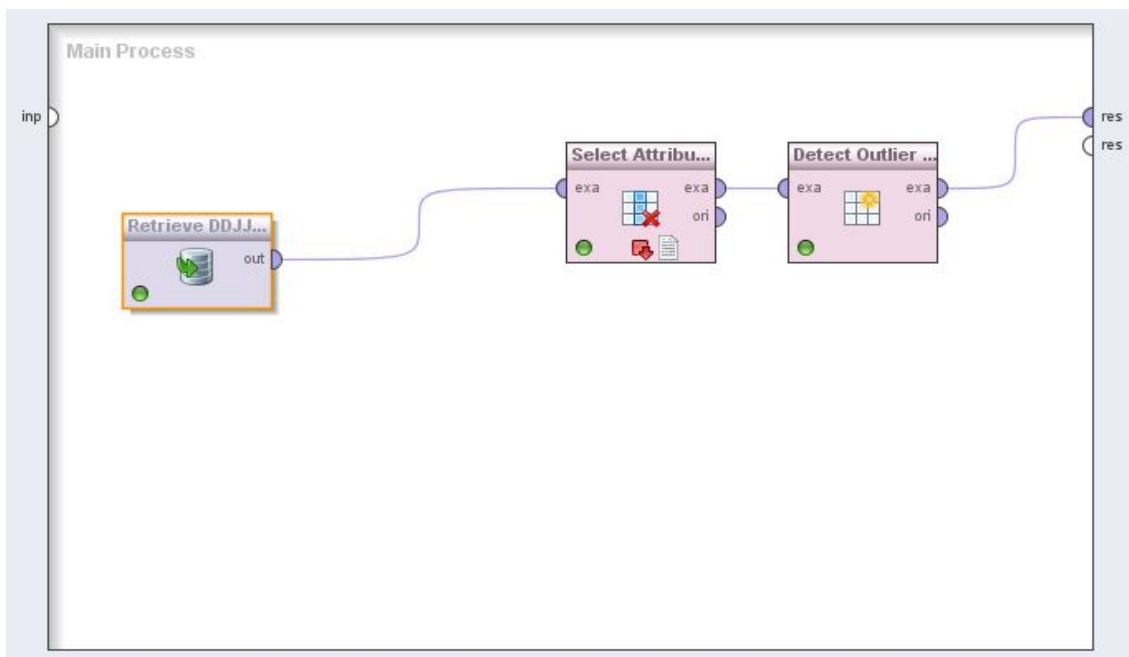 Main Process
inp
res
res
Select Attribu...
exa
exa
ori
Detect Outlier ...
exa
exa
ori
Retrieve DDJJ...
out